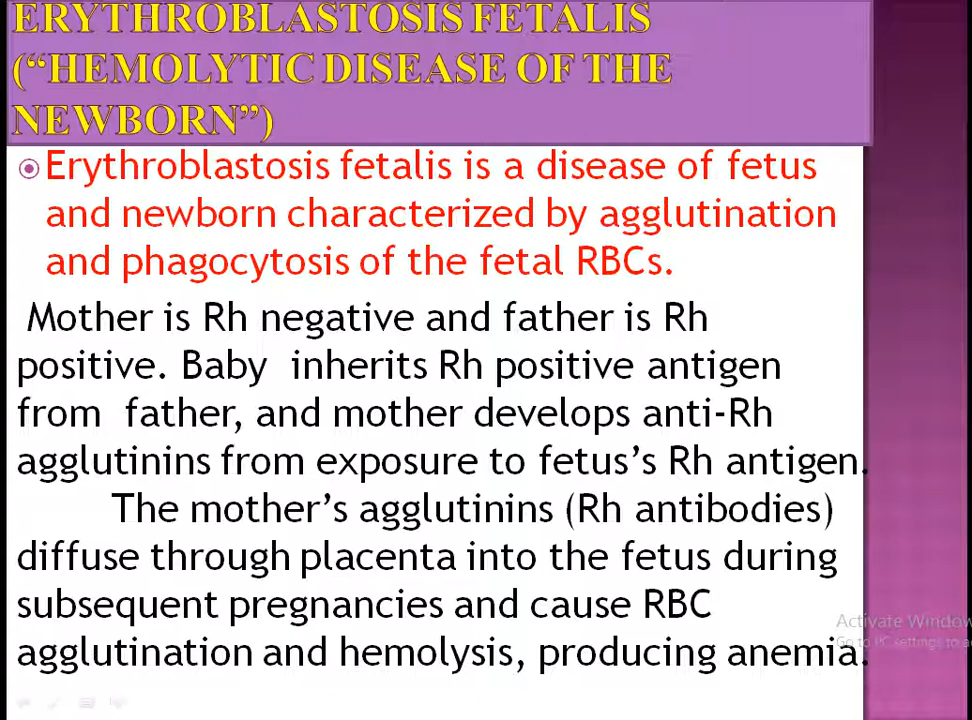 ERYTHROBLASTOSIS FETALIS
(“HEMOLYTIC DISEASE OF THE
NEWBORN”)
Erythroblastosis fetalis is a disease of fetus
and newborn characterized by agglutination
and phagocytosis of the fetal RBCs.
Mother is Rh negative and father is Rh
positive. Baby inherits Rh positive antigen
from father, and mother develops anti-Rh
agglutinins from exposure to fetus’s Rh antigen.
The mother’s agglutinins (Rh antibodies)
diffuse through placenta into the fetus during
subsequent pregnancies and cause RBC
agglutination and hemolysis, producing anemia.
Activate Window
Go to PC settings to a